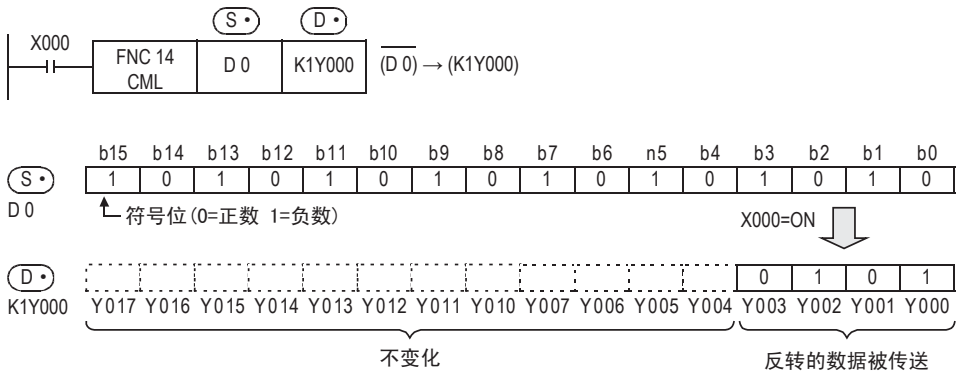 S• D•
X000
FNC 14
CML
D 0
K1Y000
(D 0) → (K1Y000)
b15 b14 b13 b12 b11 b10 b9 b8 b7 b6 n5 b4 b3 b2 b1 b0
S• 1 0 1 0 1 0 1 0 1 0 1 0 1 0 1 0
D 0
符号位(0=正数 1=负数)
X000=ON
D• 0 1 0 1
K1Y000 Y017 Y016 Y015 Y014 Y013 Y012 Y011 Y010 Y007 Y006 Y005 Y004 Y003 Y002 Y001 Y000
不变化 反转的数据被传送